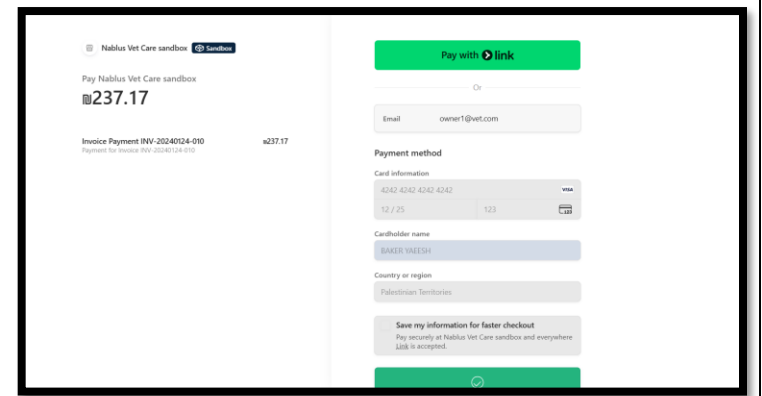 Nablus Vet Care sandbox Sandbox
Pay Nablus Vet Care sandbox
₪237.17
Invoice Payment INV-20240124-010 ₪237.17
Payment for Invoice INV-20240124-010
Pay with link
Or
Email owner1@vet.com
Payment method
Card information
4242 4242 4242 4242 VISA
12 / 25 123
Cardholder name
BAKER YAEESH
Country or region
Palestinian Territories
Save my information for faster checkout
Pay securely at Nablus Vet Care sandbox and everywhere
Link is accepted.